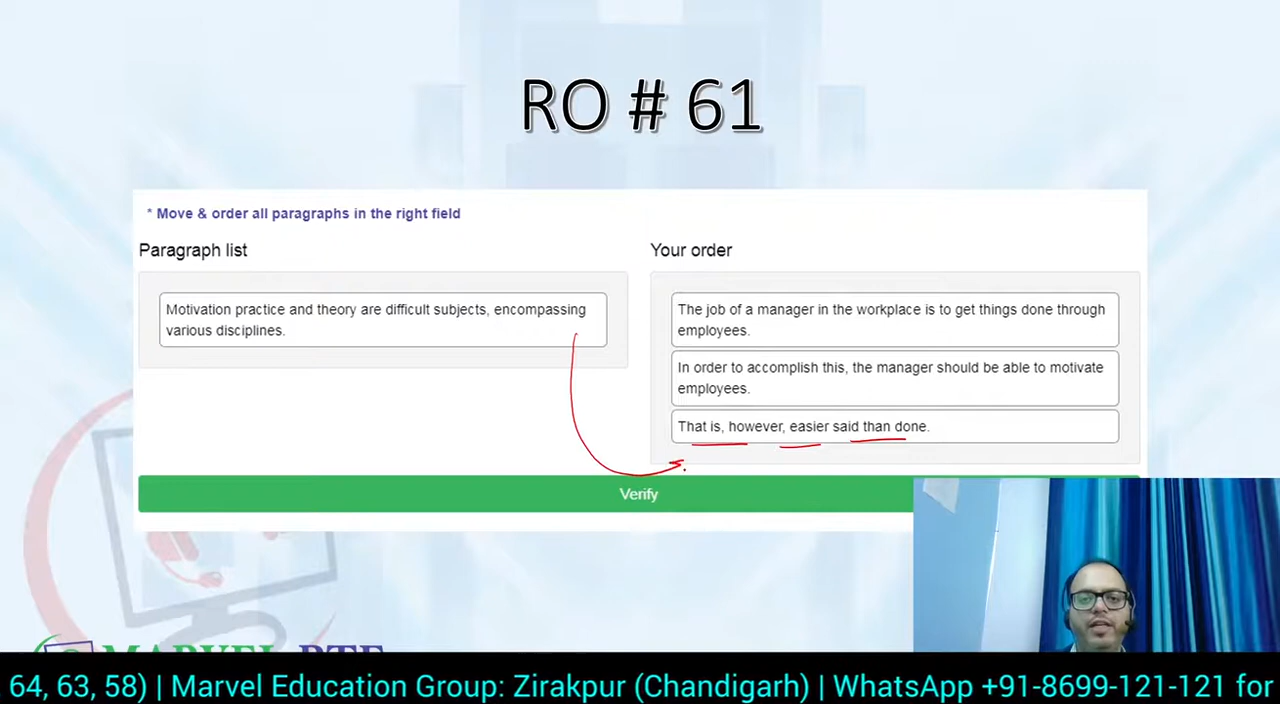 RO # 61
* Move & order all paragraphs in the right field
Paragraph list
Your order
Motivation practice and theory are difficult subjects, encompassing
various disciplines.
The job of a manager in the workplace is to get things done through
employees.
In order to accomplish this, the manager should be able to motivate
employees.
That is, however, easier said than done.
Verify
MARVEL PTE
64, 63, 58) | Marvel Education Group: Zirakpur (Chandigarh) | WhatsApp +91-8699-121-121 for